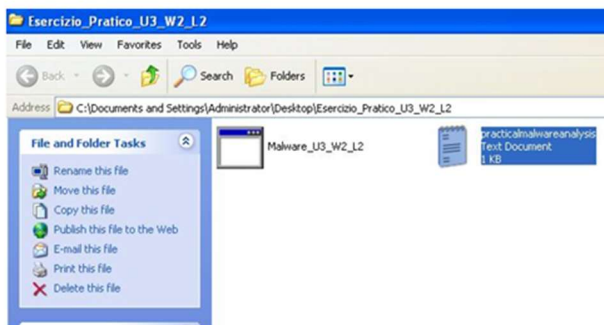 Esercizio_Pratico_U3_W2_L2
File Edit View Favorites Tools Help
Back Search Folders
Address C:\Documents and Settings\Administrator\Desktop\Esercizio_Pratico_U3_W2_L2
File and Folder Tasks
Rename this file
Move this file
Copy this file
Publish this file to the Web
E-mail this file
Print this file
Delete this file
Malware_U3_W2_L2
practicalmalwareanalysis
Text Document
1 KB